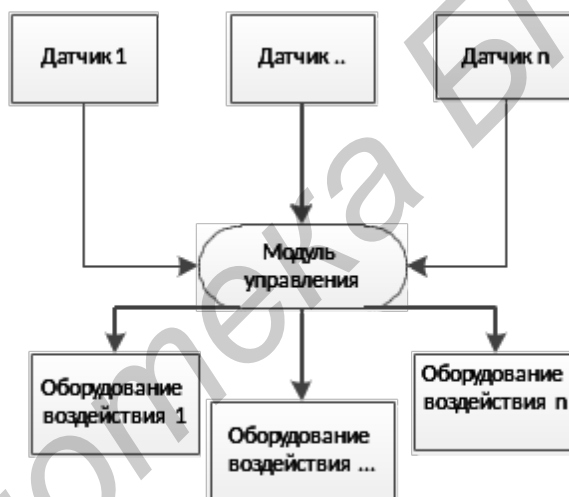 Датчик 1
Датчик ..
Датчик n
Модуль
управления
Оборудование
воздействия 1
Оборудование
воздействия ...
Оборудование
воздействия n